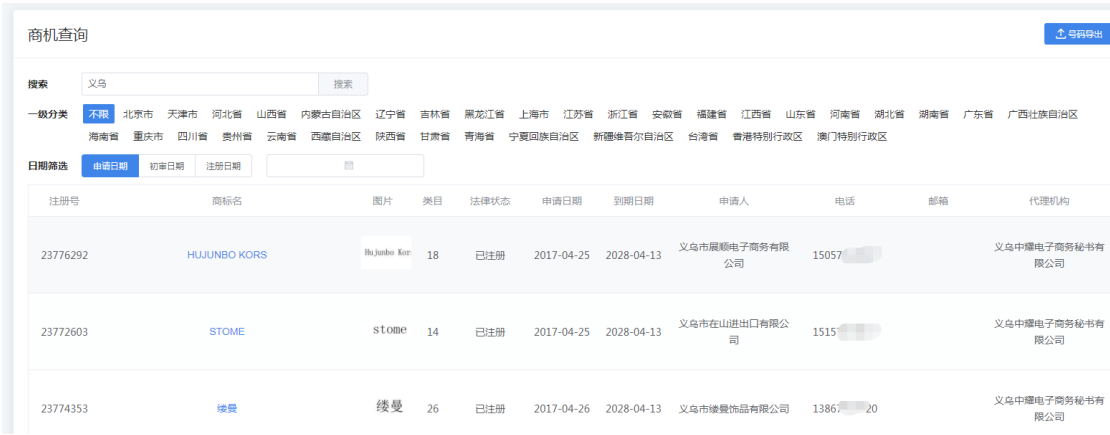 商机查询
号码导出
搜索 义乌 搜索
一级分类 不限 北京市 天津市 河北省 山西省 内蒙古自治区 辽宁省 吉林省 黑龙江省 上海市 江苏省 浙江省 安徽省 福建省 江西省 山东省 河南省 湖北省 湖南省 广东省 广西壮族自治区
海南省 重庆市 四川省 贵州省 云南省 西藏自治区 陕西省 甘肃省 青海省 宁夏回族自治区 新疆维吾尔自治区 台湾省 香港特别行政区 澳门特别行政区
日期筛选 申请日期 初审日期 注册日期
注册号 商标名 图片 类目 法律状态 申请日期 到期日期 申请人 电话 邮箱 代理机构
23776292 HUJUNBO KORS Hujunbo Kor 18 已注册 2017-04-25 2028-04-13 义乌市展顺电子商务有限 15057 义乌中耀电子商务秘书有
公司 限公司
23772603 STOME stome 14 已注册 2017-04-25 2028-04-13 义乌市在山进出口有限公 1515 义乌中耀电子商务秘书有
司 限公司
23774353 缕曼 缕曼 26 已注册 2017-04-26 2028-04-13 义乌市缕曼饰品有限公司 1386 20 义乌中耀电子商务秘书有
限公司